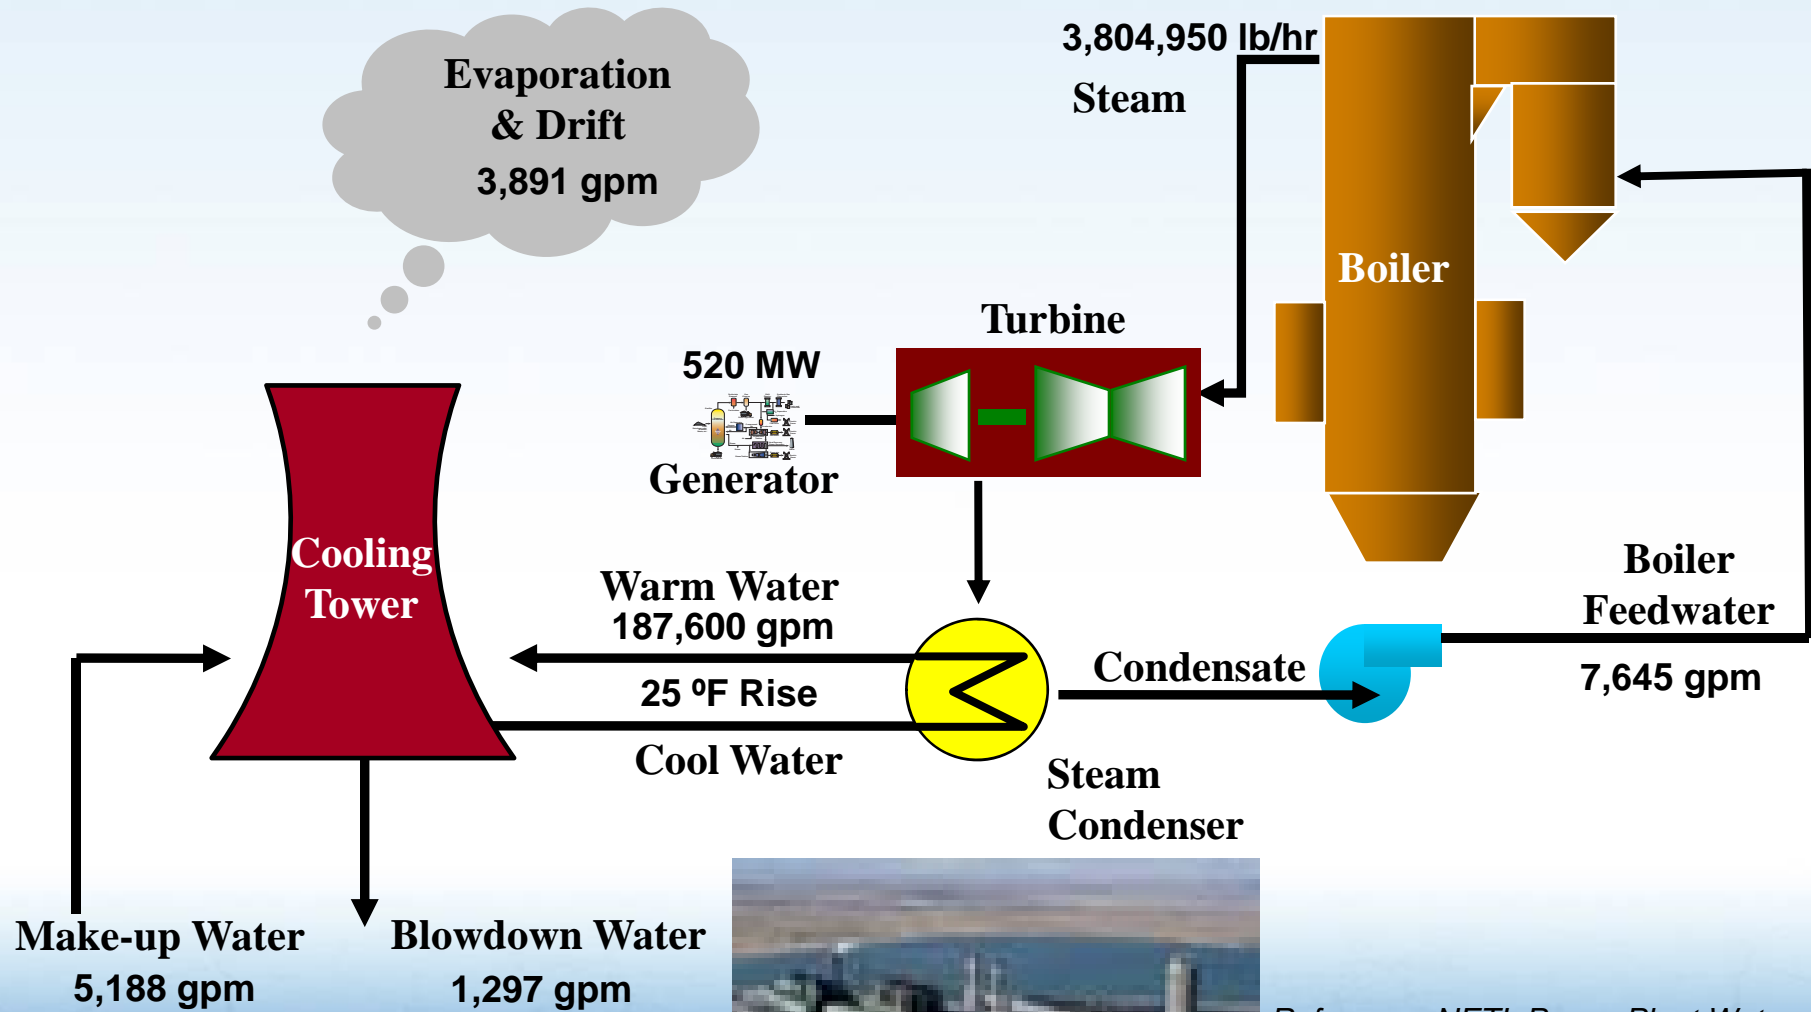 Evaporation
& Drift
3,891 gpm
3,804,950 lb/hr
Steam
Boiler
Turbine
520 MW
Generator
Cooling
Tower
Warm Water
187,600 gpm
25 ºF Rise
Cool Water
Condensate
Boiler
Feedwater
7,645 gpm
Steam
Condenser
Make-up Water
5,188 gpm
Blowdown Water
1,297 gpm